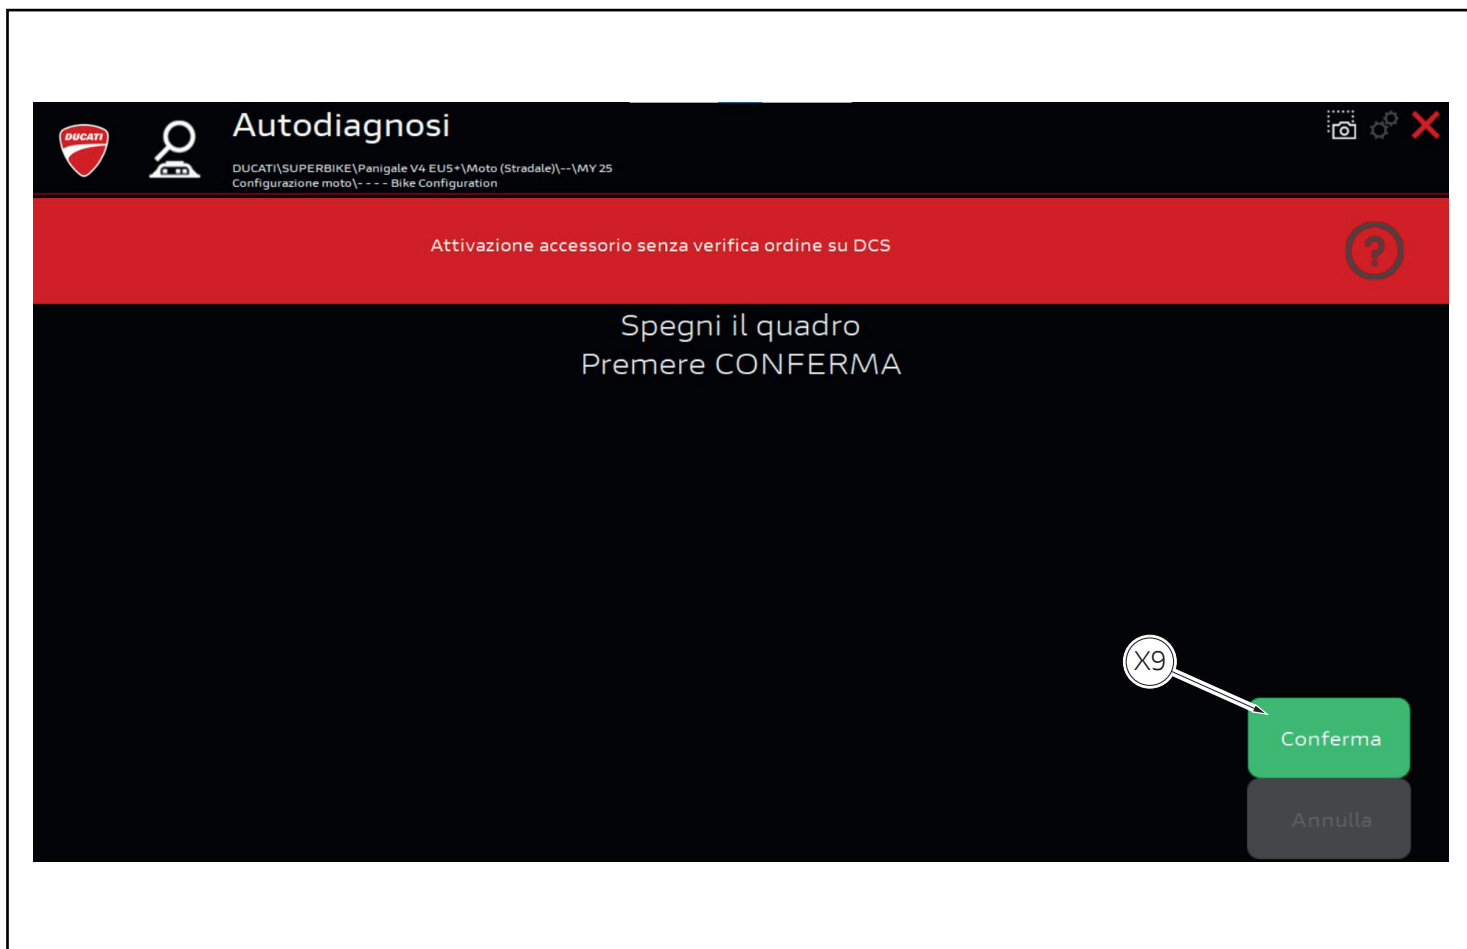 DUCATI
Autodiagnosi
DUCATI\SUPERBIKE\Panigale V4 EU5+\Moto (Stradale)\--\MY 25
Configurazione moto\- - - - Bike Configuration
Attivazione accessorio senza verifica ordine su DCS
?
Spegni il quadro
Premere CONFERMA
X9
Conferma
Annulla